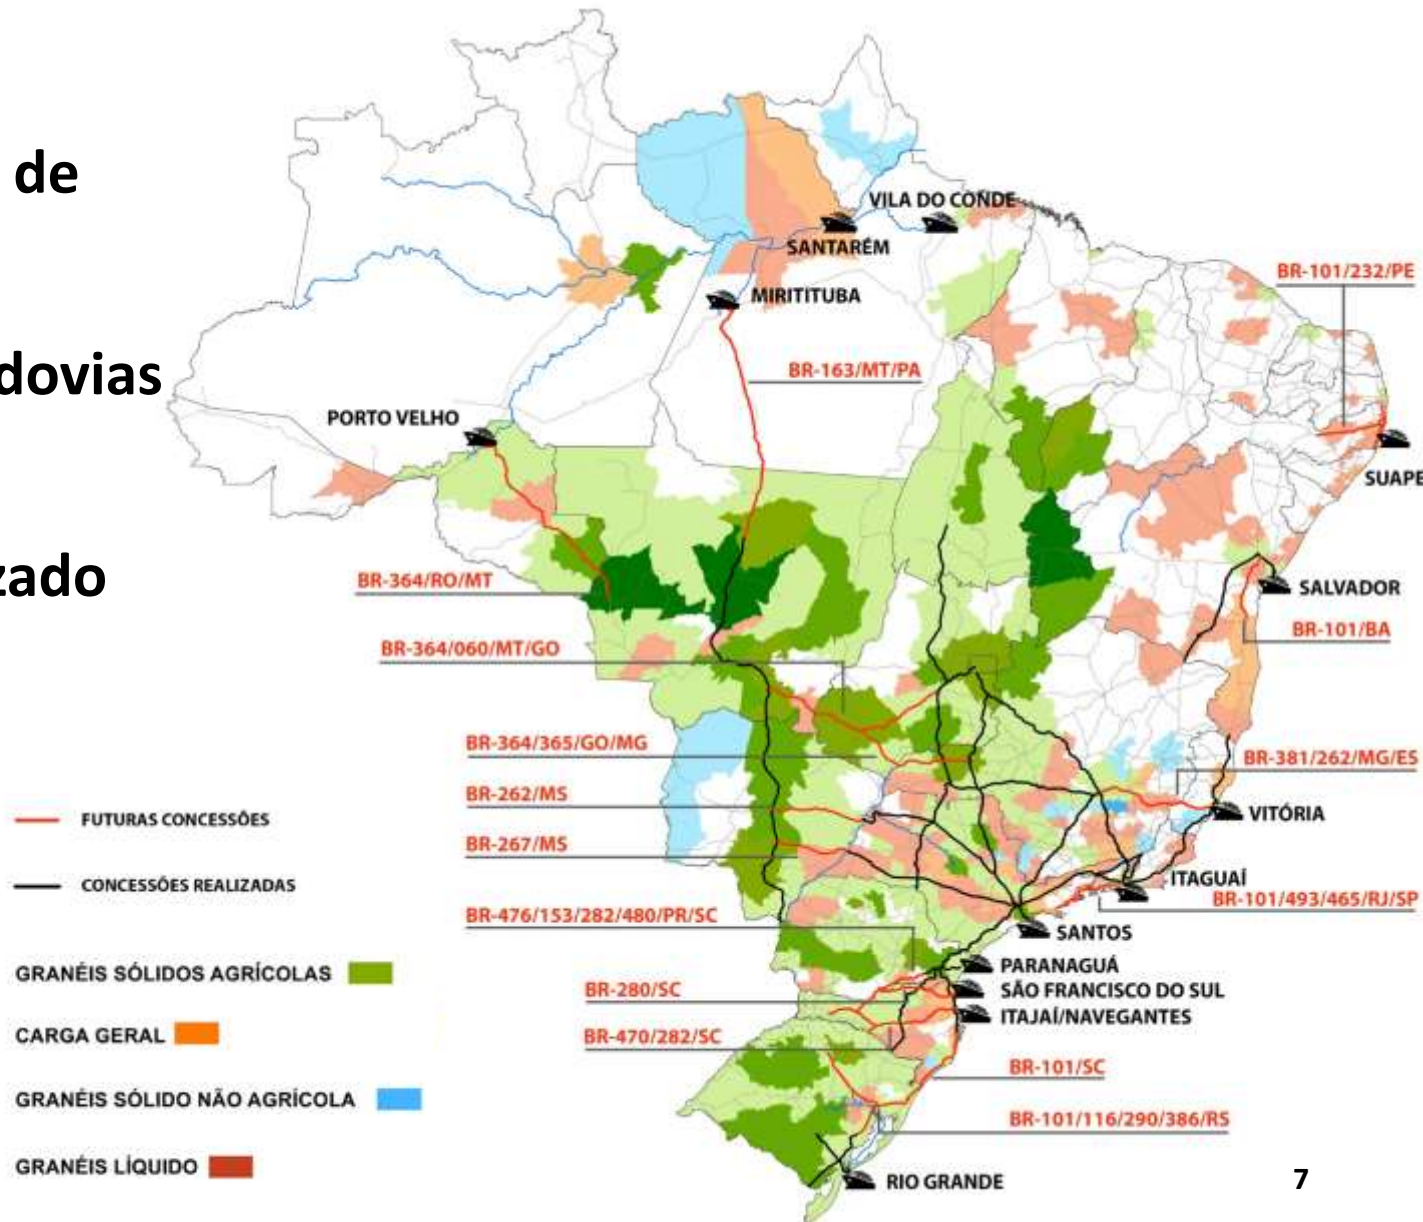 de
dovias
zado
VILA DO CONDE
SANTARÉM
MIRITITUBA
BR-101/232/PE
BR-163/MT/PA
PORTO VELHO
SUAPE
BR-364/RO/MT
SALVADOR
BR-101/BA
BR-364/060/MT/GO
BR-364/365/GO/MG
BR-381/262/MG/ES
BR-262/MS
VITÓRIA
BR-267/MS
ITAGUAÍ
BR-101/493/465/RJ/SP
BR-476/153/282/480/PR/SC
SANTOS
PARANAGUÁ
BR-280/SC
SÃO FRANCISCO DO SUL
ITAJAÍ/NAVEGANTES
BR-470/282/SC
BR-101/SC
BR-101/116/290/386/RS
RIO GRANDE
FUTURAS CONCESSÕES
CONCESSÕES REALIZADAS
GRANÉIS SÓLIDOS AGRÍCOLAS
CARGA GERAL
GRANÉIS SÓLIDO NÃO AGRÍCOLA
GRANÉIS LÍQUIDO
7